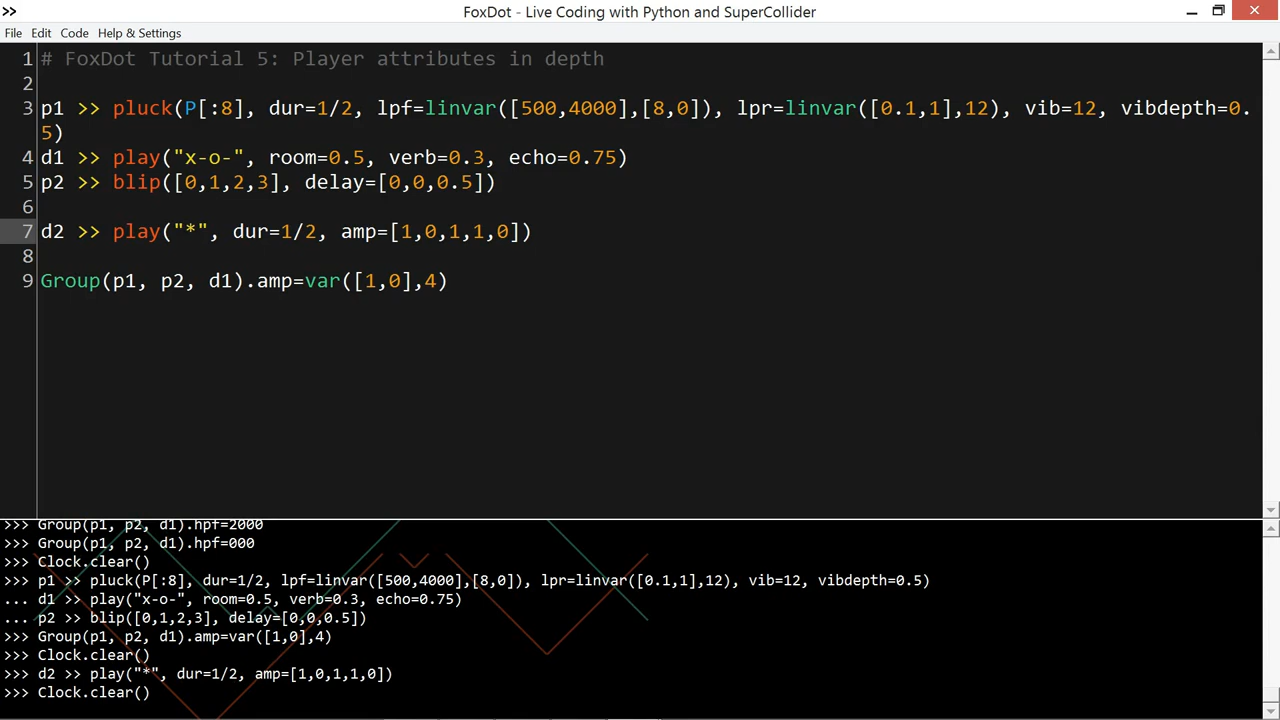 FoxDot - Live Coding with Python and SuperCollider
File Edit Code Help & Settings
1 # FoxDot Tutorial 5: Player attributes in depth
2
3 p1 >> pluck(P[:8], dur=1/2, lpf=linvar([500,4000],[8,0]), lpr=linvar([0.1,1],12), vib=12, vibdepth=0.
5)
4 d1 >> play("x-o-", room=0.5, verb=0.3, echo=0.75)
5 p2 >> blip([0,1,2,3], delay=[0,0,0.5])
6
7 d2 >> play("*", dur=1/2, amp=[1,0,1,1,0])
8
9 Group(p1, p2, d1).amp=var([1,0],4)
>>> Group(p1, p2, d1).hpf=2000
>>> Group(p1, p2, d1).hpf=000
>>> Clock.clear()
>>> p1 >> pluck(P[:8], dur=1/2, lpf=linvar([500,4000],[8,0]), lpr=linvar([0.1,1],12), vib=12, vibdepth=0.5)
... d1 >> play("x-o-", room=0.5, verb=0.3, echo=0.75)
... p2 >> blip([0,1,2,3], delay=[0,0,0.5])
>>> Group(p1, p2, d1).amp=var([1,0],4)
>>> Clock.clear()
>>> d2 >> play("*", dur=1/2, amp=[1,0,1,1,0])
>>> Clock.clear()